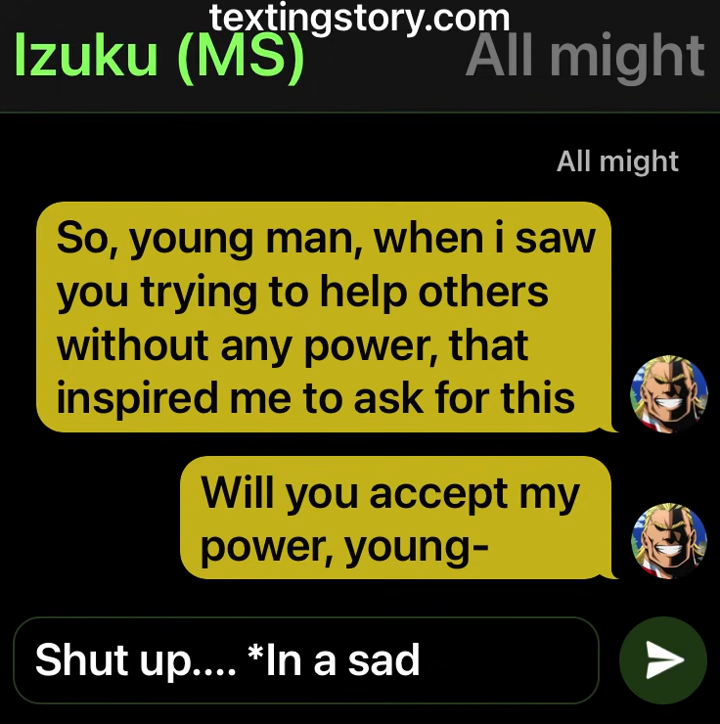 textingstory.com
Izuku (MS) All might
All might
So, young man, when i saw
you trying to help others
without any power, that
inspired me to ask for this
Will you accept my
power, young-
Shut up.... *In a sad